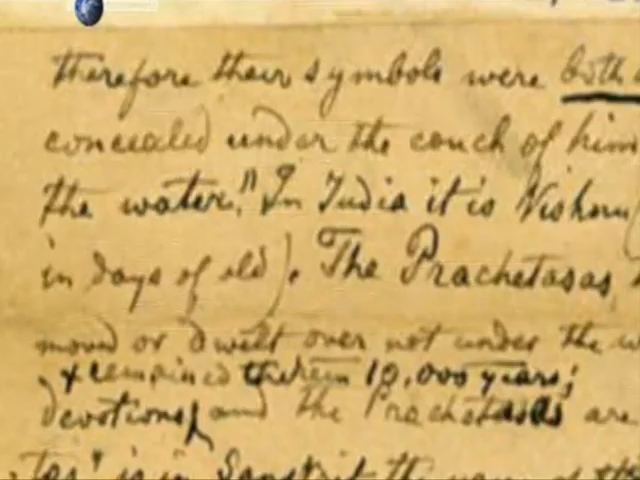 therefore their symbols were both
concealed under the couch of him
the water." In India it is Vishnu (
in days of old). The Prachetasas,
moved or dwelt over not under the w
& remained therein 10,000 years;
devotions, and the Prachetasas are
tas" is in Sanskrit the name of